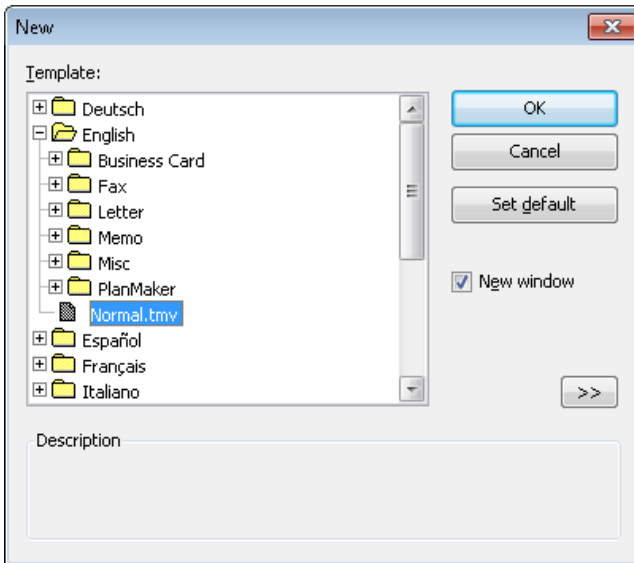 New
Template:
Deutsch
English
Business Card
Fax
Letter
Memo
Misc
PlanMaker
Normal.tmv
Español
Français
Italiano
OK
Cancel
Set default
New window
>>
Description